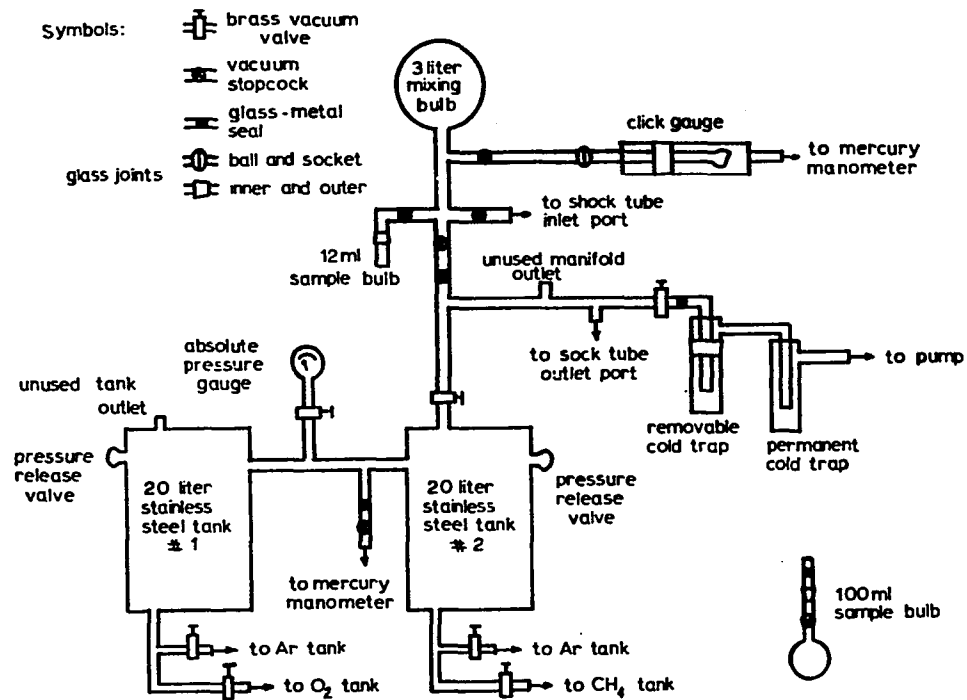 Symbols:
brass vacuum
valve
vacuum
stopcock
glass-metal
seal
glass joints
ball and socket
inner and outer
3 liter
mixing
bulb
click gauge
to mercury
manometer
to shock tube
inlet port
12ml
sample bulb
unused manifold
outlet
to sock tube
outlet port
to pump
removable
cold trap
permanent
cold trap
absolute
pressure
gauge
unused tank
outlet
pressure
release
valve
20 liter
stainless
steel tank
# 1
20 liter
stainless
steel tank
# 2
pressure
release
valve
to mercury
manometer
to Ar tank
to O2 tank
to Ar tank
to CH4 tank
100ml
sample bulb